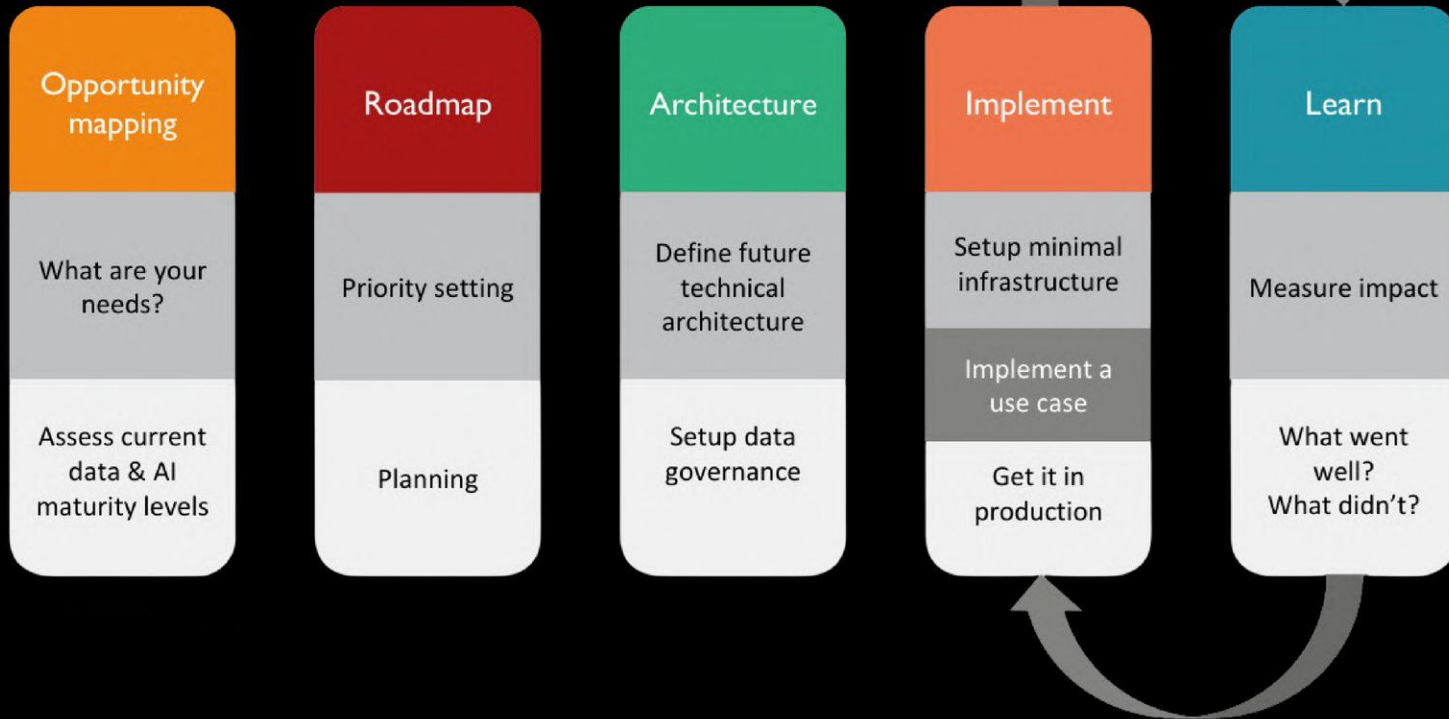 Opportunity
mapping
What are your
needs?
Assess current
data & AI
maturity levels
Roadmap
Priority setting
Planning
Architecture
Define future
technical
architecture
Setup data
governance
Implement
Setup minimal
infrastructure
Implement a
use case
Get it in
production
Learn
Measure impact
What went
well?
What didn’t?